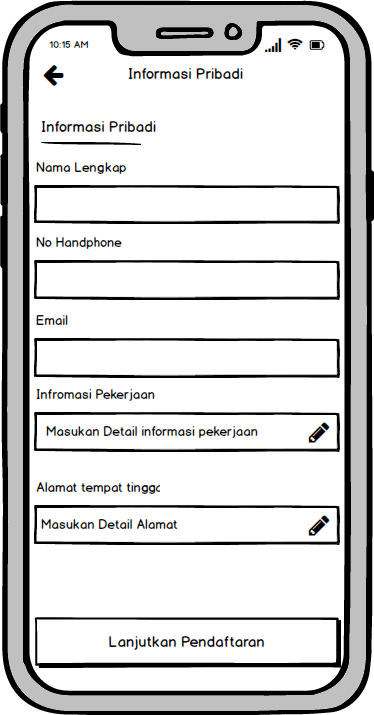 10:15 AM
Informasi Pribadi
Informasi Pribadi
Nama Lengkap
No Handphone
Email
Infromasi Pekerjaan
Masukan Detail informasi pekerjaan
Alamat tempat tingg
Masukan Detail Alamat
Lanjutkan Pendaftaran